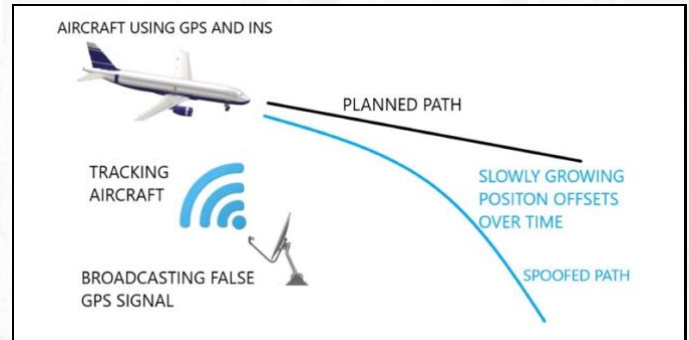 AIRCRAFT USING GPS AND INS
PLANNED PATH
TRACKING
AIRCRAFT
SLOWLY GROWING
POSITON OFFSETS
OVER TIME
BROADCASTING FALSE
GPS SIGNAL
SPOOFED PATH